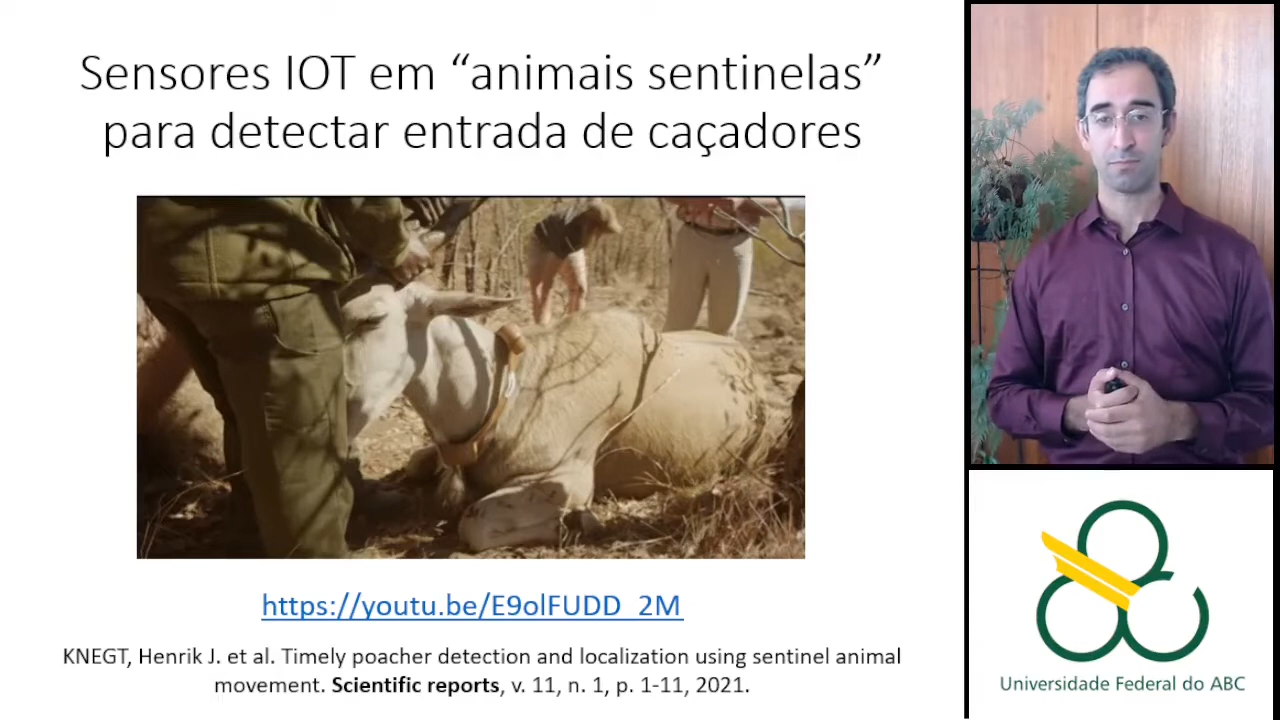 Sensores IOT em “animais sentinelas”
para detectar entrada de caçadores
https://youtu.be/E9olFUDD_2M
KNEGT, Henrik J. et al. Timely poacher detection and localization using sentinel animal
movement. Scientific reports, v. 11, n. 1, p. 1-11, 2021.
Universidade Federal do ABC